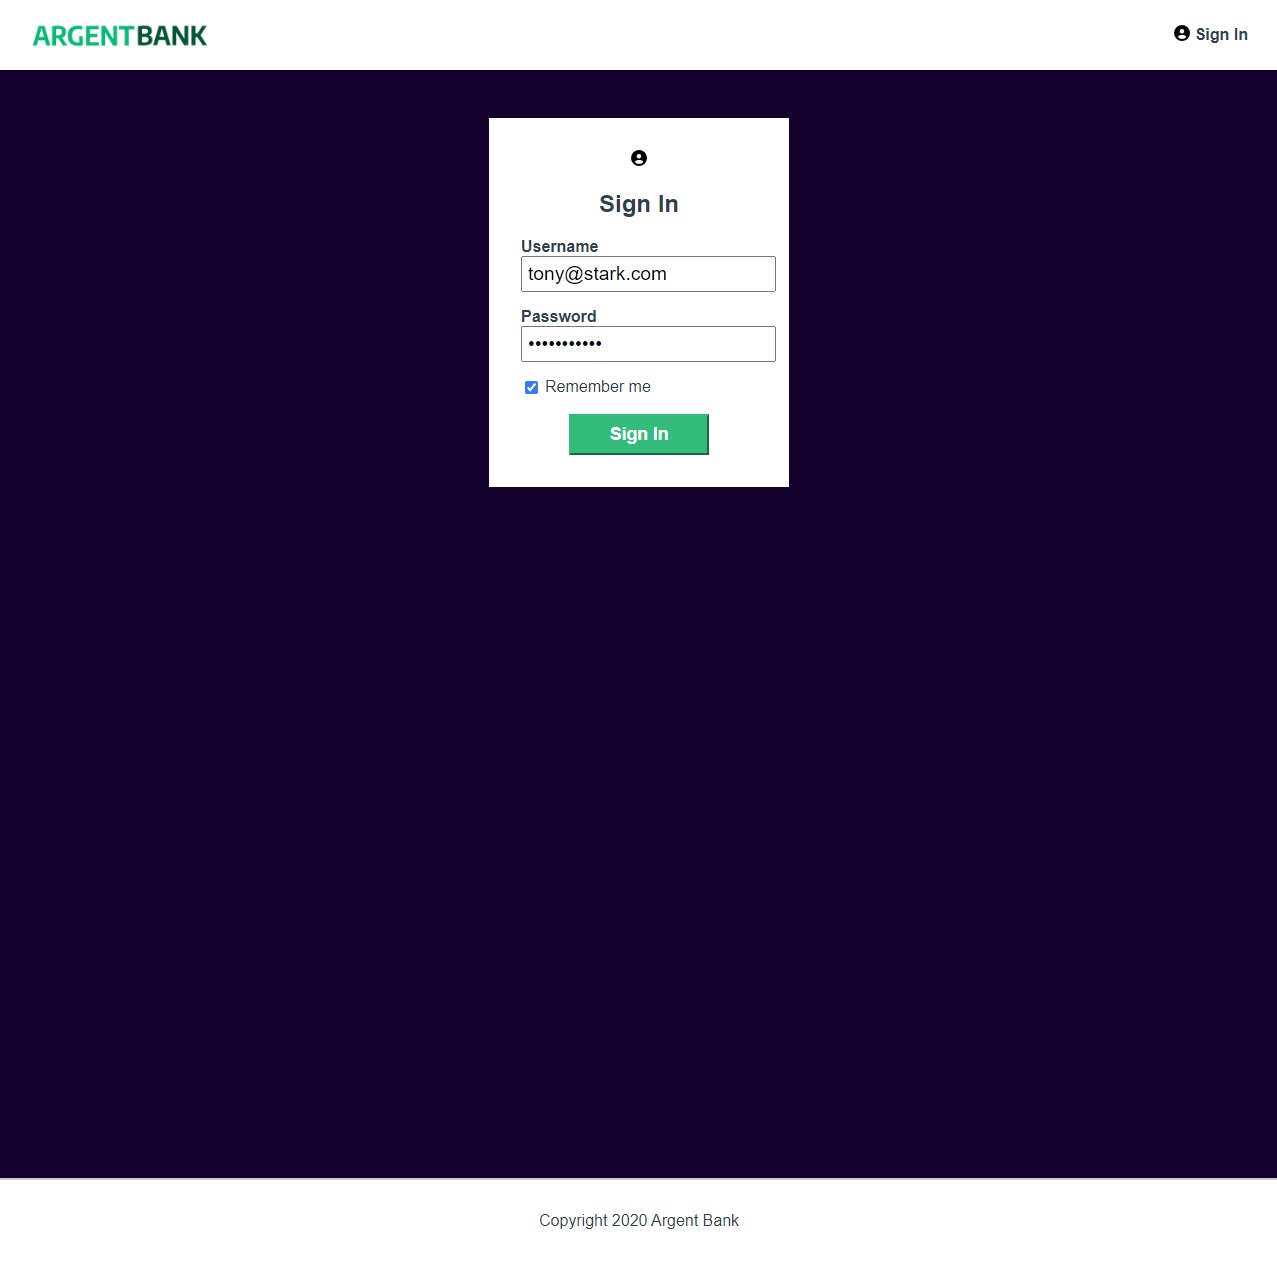 ARGENTBANK
Sign In
Sign In
Username
tony@stark.com
Password
•••••••••••
Remember me
Sign In
Copyright 2020 Argent Bank